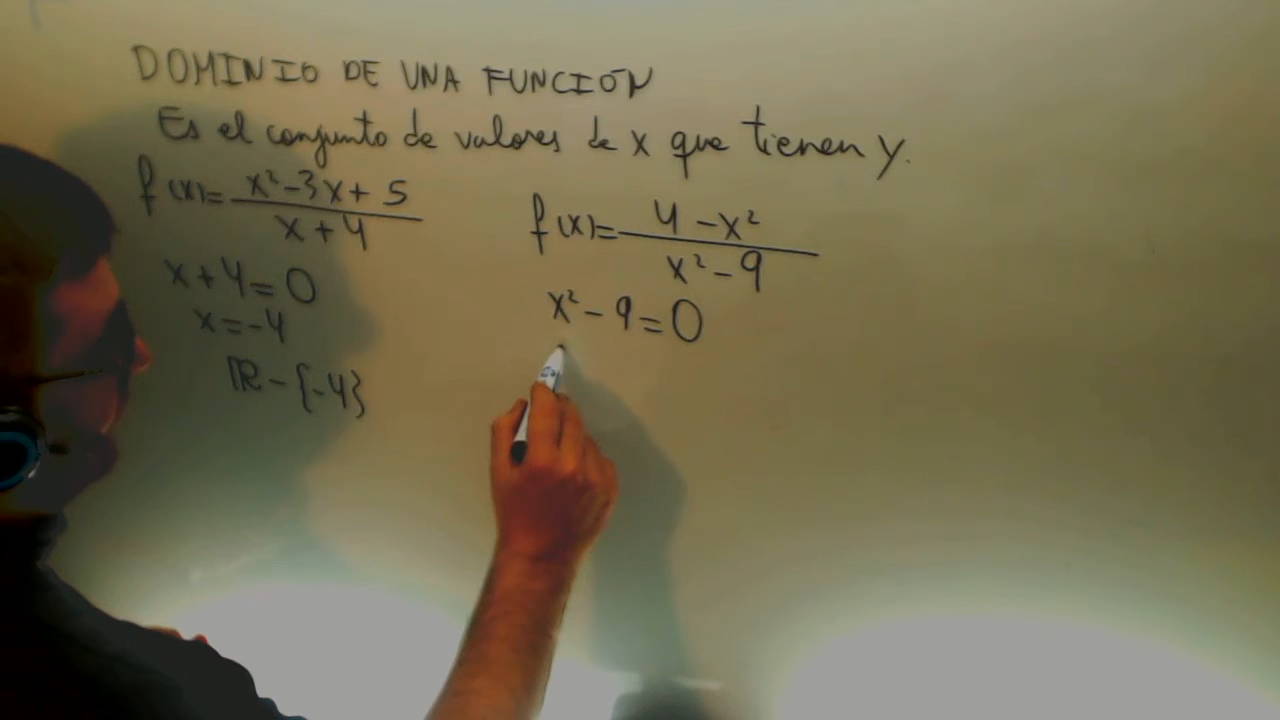 DOMINIO DE UNA FUNCIÓN
Es el conjunto de valores de x que tienen y.
f(x)= x²-3x+5
x+4
x+4=0
x=-4
ℝ-{-4}
f(x)= 4-x²
x²-9
x²-9=0